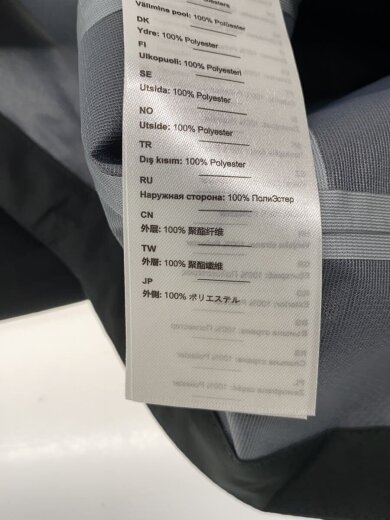 Välimine pool: 100% Polüester
DK
Ydre: 100% Polyester
FI
Ulkopuoli: 100% Polyesteri
SE
Utsida: 100% Polyester
NO
Utside: 100% Polyester
TR
Dış kısım: 100% Polyester
RU
Наружная сторона: 100% ПолиЭстер
CN
外层: 100% 聚酯纤维
TW
外層: 100% 聚酯纖維
JP
外側: 100% ポリエステル